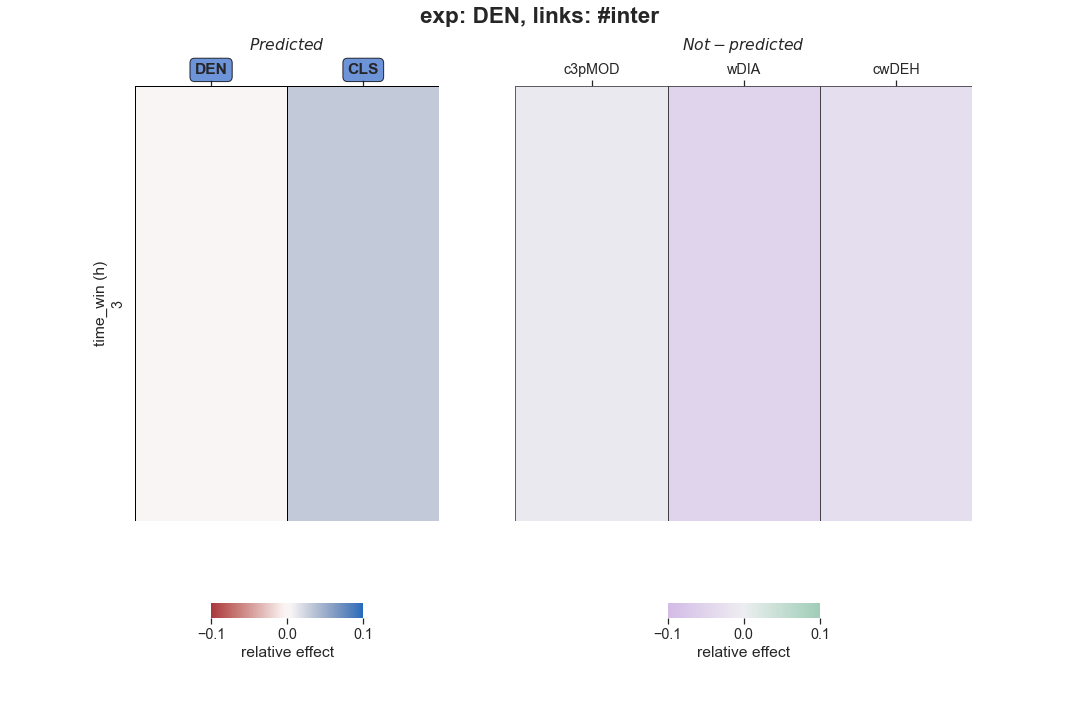 exp: DEN, links: #inter
Predicted
Not − predicted
DEN
CLS
c3pMOD
wDIA
cwDEH
time_win (h)
3
−0.1
0.0
0.1
relative effect
−0.1
0.0
0.1
relative effect